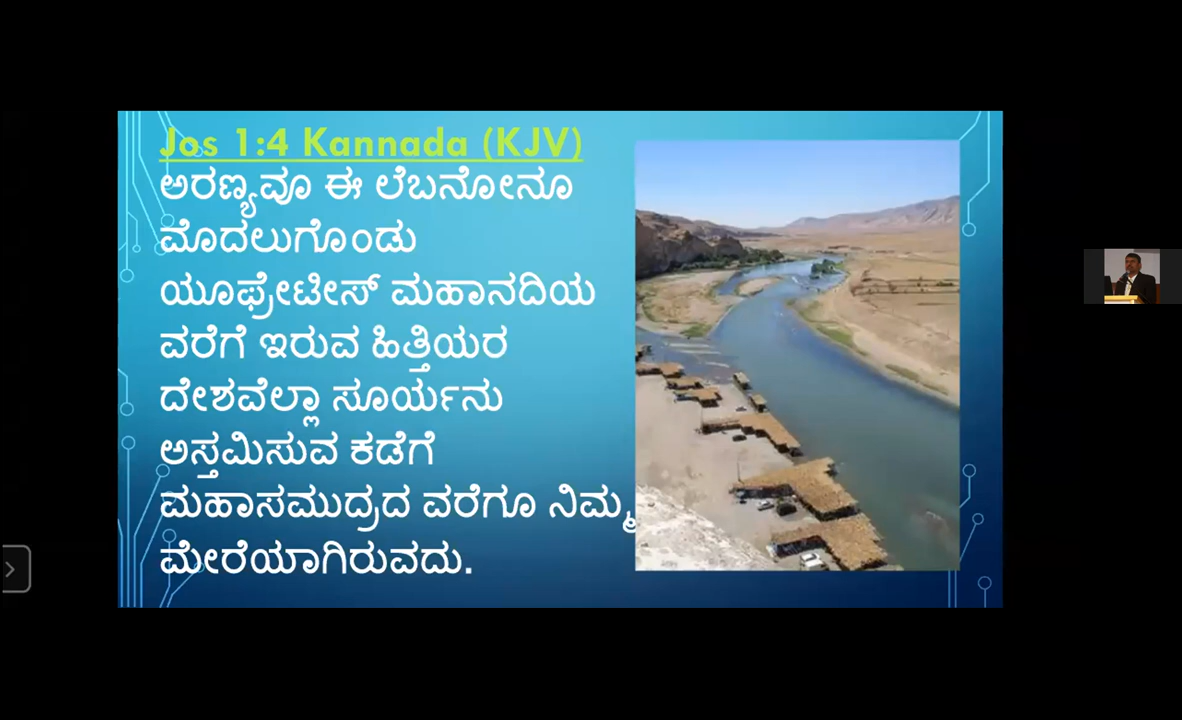 Jos 1:4 Kannada (KJV)
ಅರಣ್ಯವೂ ಈ ಲೆಬನೋನೂ
ಮೊದಲುಗೊಂಡು
ಯೂಫ್ರೇಟೀಸ್ ಮಹಾನದಿಯ
ವರೆಗೆ ಇರುವ ಹಿತ್ತಿಯರ
ದೇಶವೆಲ್ಲಾ ಸೂರ್ಯನು
ಅಸ್ತಮಿಸುವ ಕಡೆಗೆ
ಮಹಾಸಮುದ್ರದ ವರೆಗೂ ನಿಮ್ಮ
ಮೇರೆಯಾಗಿರುವದು.